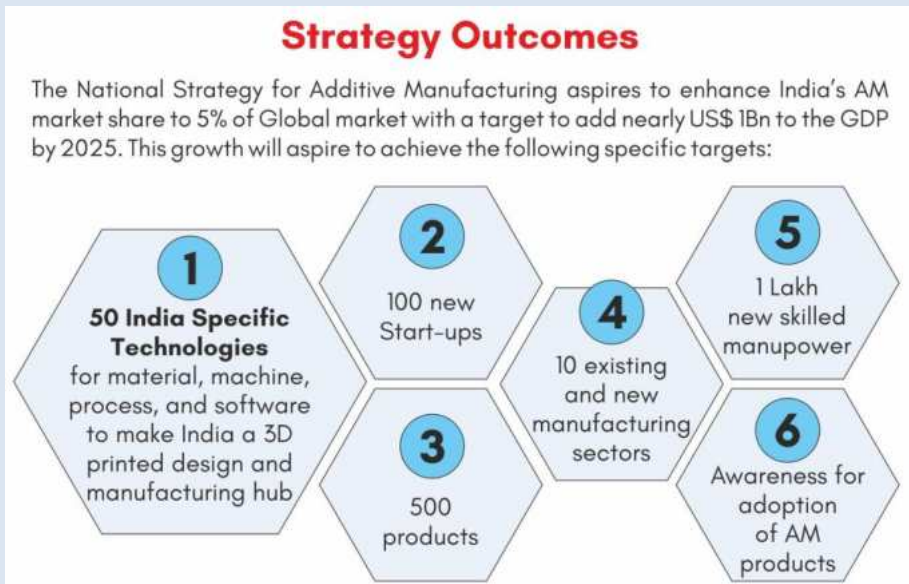 Strategy Outcomes
The National Strategy for Additive Manufacturing aspires to enhance India's AM
market share to 5% of Global market with a target to add nearly US$ 1Bn to the GDP
by 2025. This growth will aspire to achieve the following specific targets:
1
50 India Specific
Technologies
for material, machine,
process, and software
to make India a 3D
printed design and
manufacturing hub
2
100 new
Start-ups
3
500
products
4
10 existing
and new
manufacturing
sectors
5
1 Lakh
new skilled
manupower
6
Awareness for
adoption
of AM
products